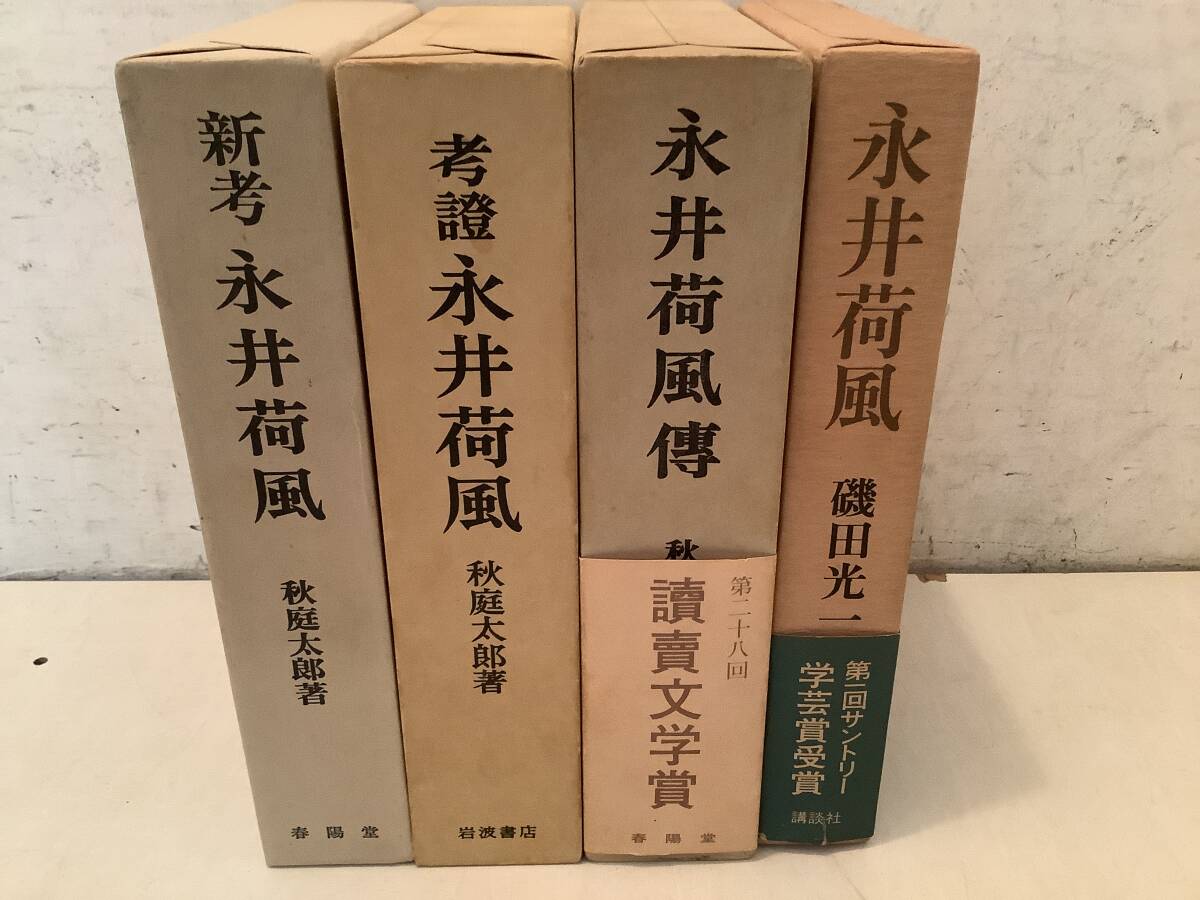 新考
永井荷風
秋庭太郎著
春陽堂
考證
永井荷風
秋庭太郎著
岩波書店
永井荷風傳
秋
第二十八回
讀賣文学賞
春陽堂
永井荷風
磯田光一
第一回サントリー
学芸賞受賞
講談社